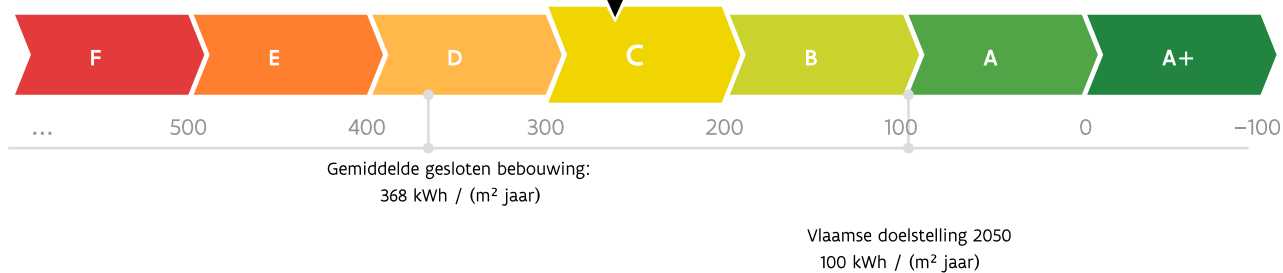 F E D C B A A+
... 500 400 300 200 100 0 −100
Gemiddelde gesloten bebouwing:
368 kWh / (m² jaar)
Vlaamse doelstelling 2050
100 kWh / (m² jaar)